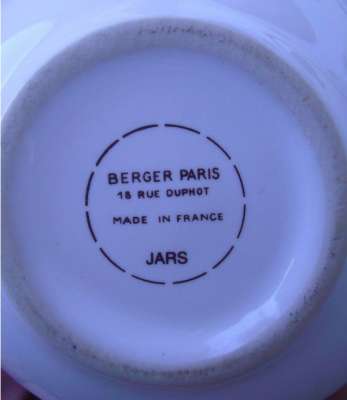 BERGER PARIS
18 RUE DUPHOT
MADE IN FRANCE
JARS